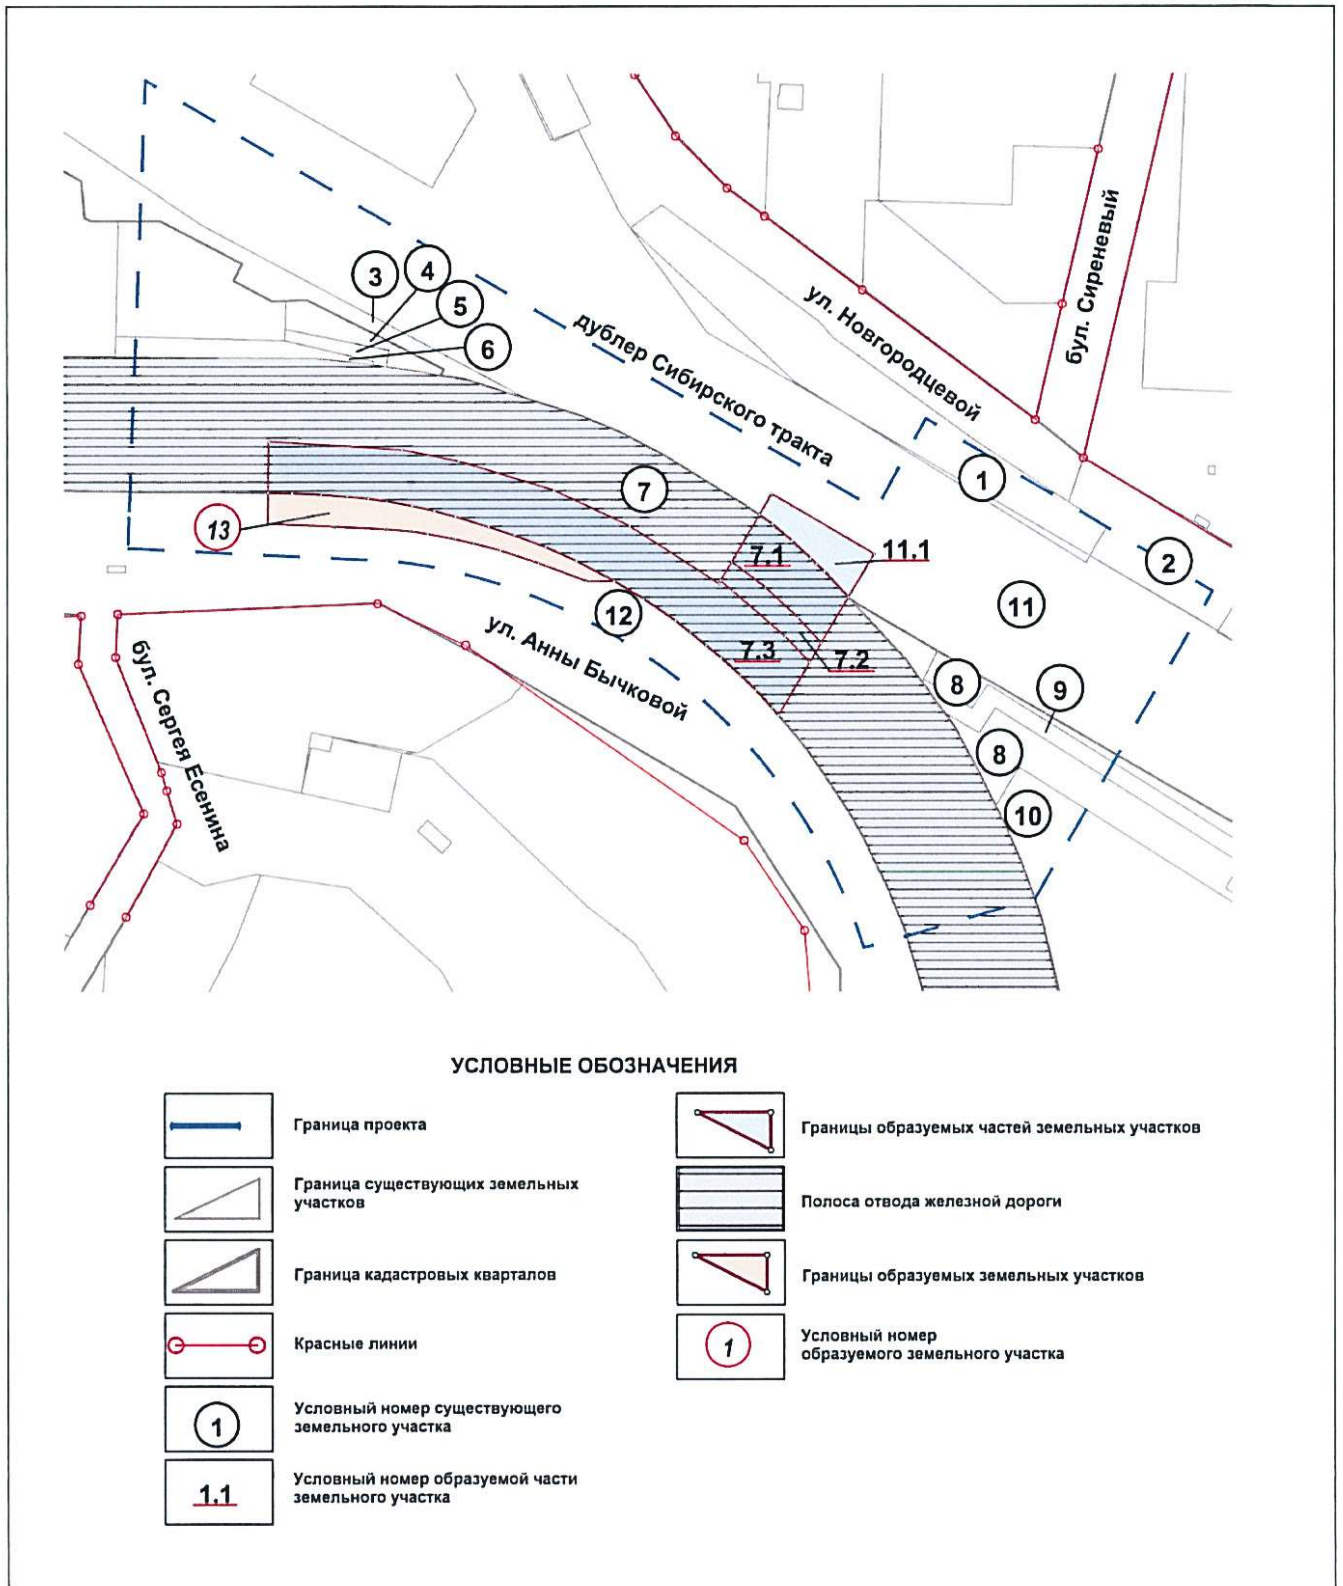 бул. Сиреневый
ул. Новгородцевой
дублер Сибирского тракта
3
4
5
6
1
2
7
13
7.1
11.1
11
12
ул. Анны Бычковой
7.3
7.2
8
9
8
10
бул. Сергея Есенина
УСЛОВНЫЕ ОБОЗНАЧЕНИЯ
Граница проекта
Граница существующих земельных
участков
Граница кадастровых кварталов
Красные линии
1
Условный номер существующего
земельного участка
1.1
Условный номер образуемой части
земельного участка
Границы образуемых частей земельных участков
Полоса отвода железной дороги
Границы образуемых земельных участков
1
Условный номер
образуемого земельного участка